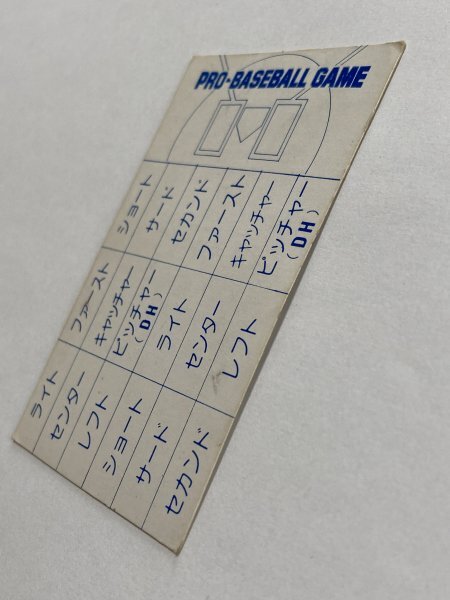 PRO-BASEBALL GAME
ショート
サード
セカンド
ファースト
キャッチャー
ピッチャー
(DH)
ファースト
キャッチャー
ピッチャー
(DH)
ライト
センター
レフト
ライト
センター
レフト
ショート
サード
セカンド